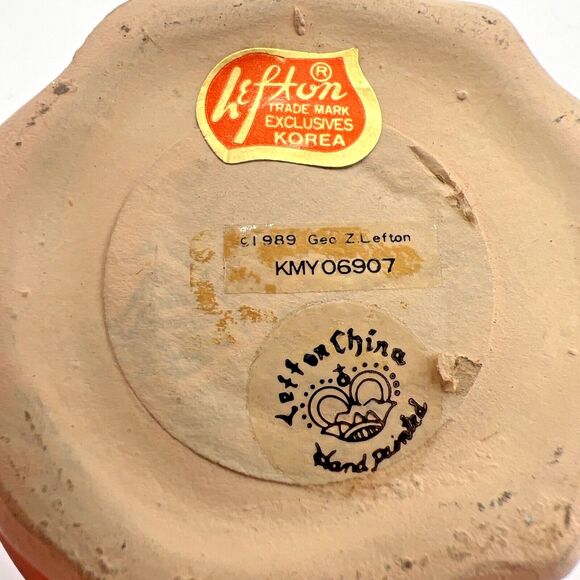 Lefton ®
TRADE MARK
EXCLUSIVES
KOREA
©1989 Geo Z.Lefton
KMY06907
Lefton China
Hand painted